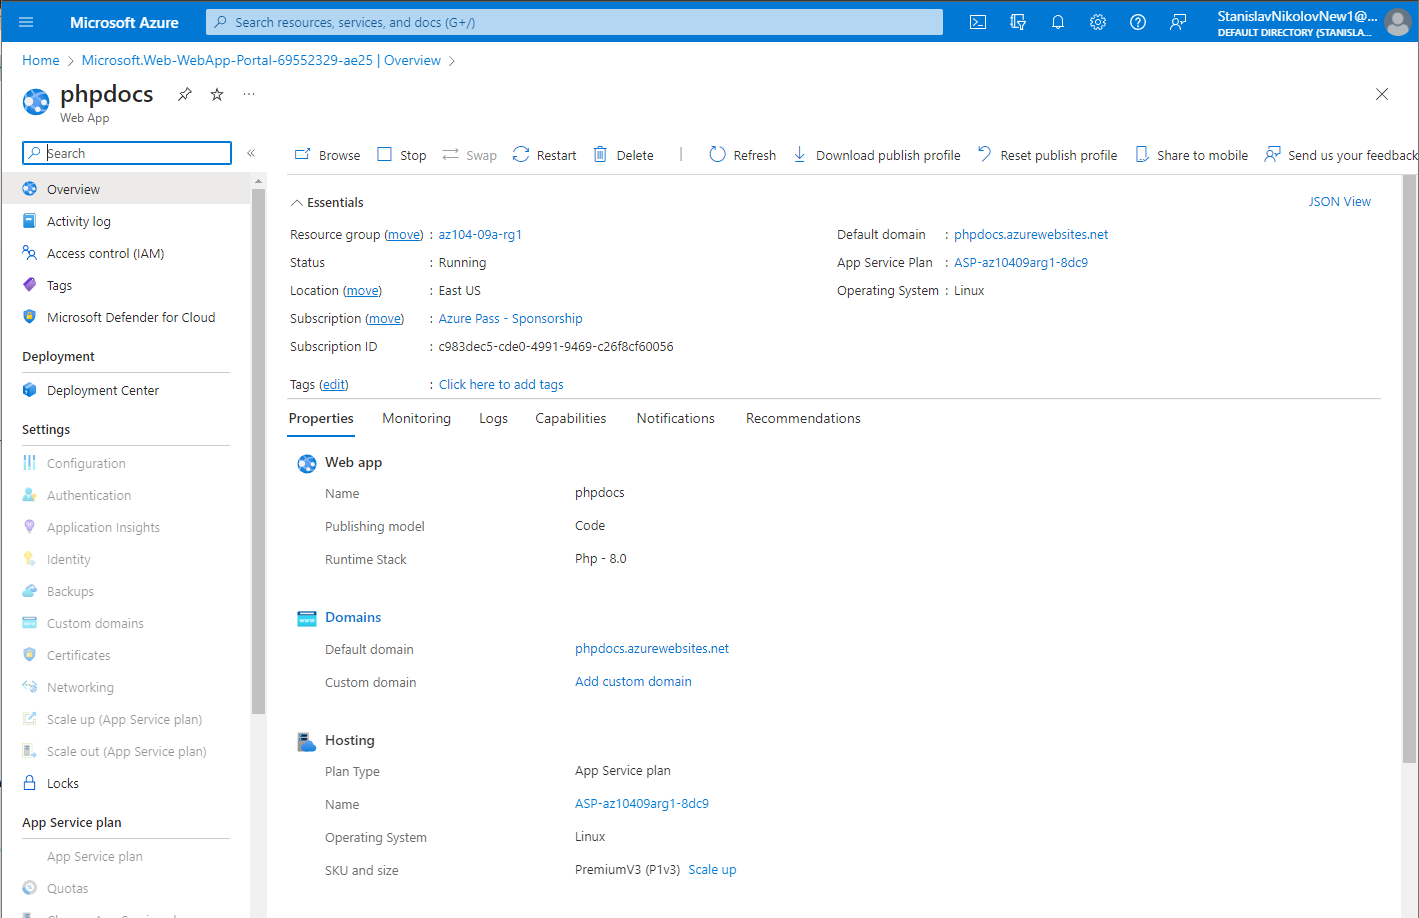 Microsoft Azure
Search resources, services, and docs (G+/)
StanislavNikolovNew1@...
DEFAULT DIRECTORY (STANISLA...
Home > Microsoft.Web-WebApp-Portal-69552329-ae25 | Overview >
phpdocs
Web App
Search
«
Browse Stop Swap Restart Delete | Refresh Download publish profile Reset publish profile Share to mobile Send us your feedback
Overview
Activity log
Access control (IAM)
Tags
Microsoft Defender for Cloud
Deployment
Deployment Center
Settings
Configuration
Authentication
Application Insights
Identity
Backups
Custom domains
Certificates
Networking
Scale up (App Service plan)
Scale out (App Service plan)
Locks
App Service plan
App Service plan
Quotas
Essentials
JSON View
Resource group (move) : az104-09a-rg1
Status : Running
Location (move) : East US
Subscription (move) : Azure Pass - Sponsorship
Subscription ID : c983dec5-cde0-4991-9469-c26f8cf60056
Tags (edit) : Click here to add tags
Default domain : phpdocs.azurewebsites.net
App Service Plan : ASP-az10409arg1-8dc9
Operating System : Linux
Properties Monitoring Logs Capabilities Notifications Recommendations
Web app
Name phpdocs
Publishing model Code
Runtime Stack Php - 8.0
Domains
Default domain phpdocs.azurewebsites.net
Custom domain Add custom domain
Hosting
Plan Type App Service plan
Name ASP-az10409arg1-8dc9
Operating System Linux
SKU and size PremiumV3 (P1v3) Scale up